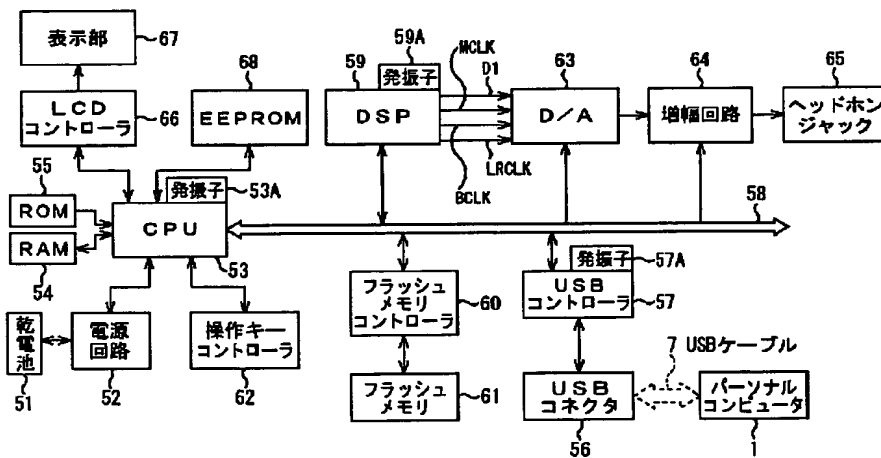 表示部
67
LCD
コントローラ
66
68
EEPROM
59A
59
発振子
DSP
MCLK
D1
BCLK
LRCLK
63
D/A
64
増幅回路
65
ヘッドホン
ジャック
55
ROM
RAM
54
発振子
53A
CPU
53
58
乾電池
51
電源
回路
52
操作キー
コントローラ
62
フラッシュ
メモリ
コントローラ
60
フラッシュ
メモリ
61
発振子
57A
USB
コントローラ
57
USB
コネクタ
56
7 USBケーブル
パーソナル
コンピュータ
1